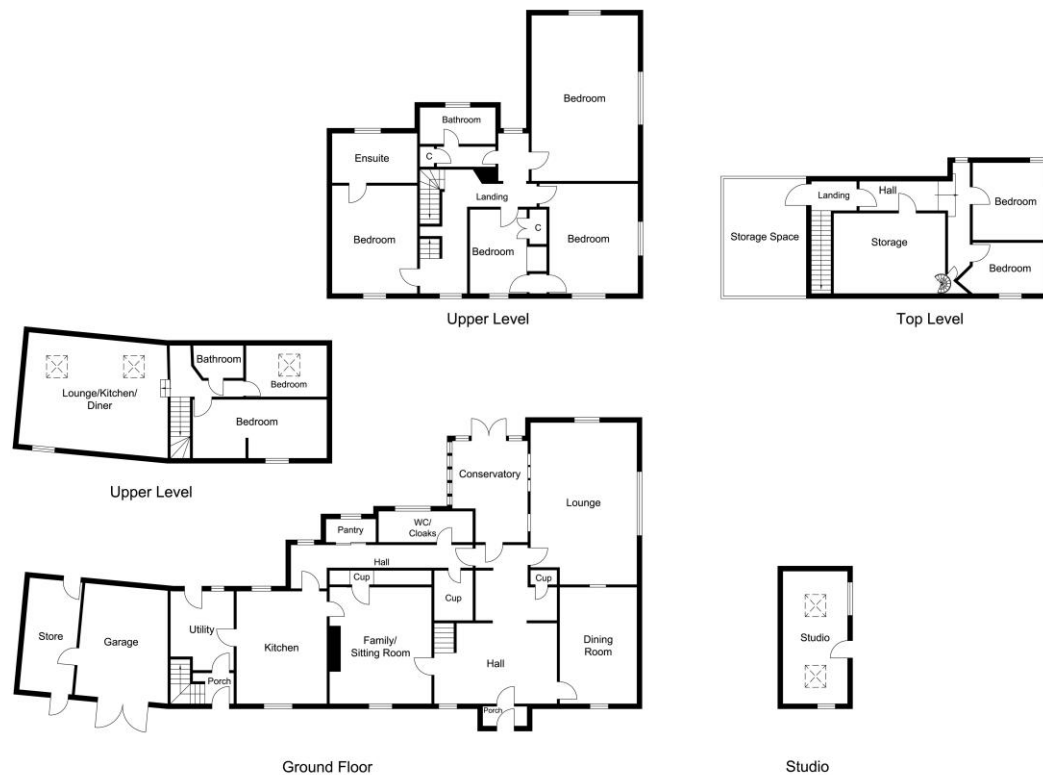 Bedroom
Bathroom
C
Ensuite
Landing
Bedroom
Bedroom
C
Bedroom
Upper Level
Landing
Hall
Bedroom
Storage Space
Storage
Bedroom
Top Level
Bathroom
Bedroom
Lounge/Kitchen/
Diner
Bedroom
Upper Level
Conservatory
Lounge
WC/
Cloaks
Pantry
Hall
Cup
Cup
Cup
Store
Garage
Utility
Kitchen
Family/
Sitting Room
Hall
Dining
Room
Porch
Porch
Ground Floor
Studio
Studio